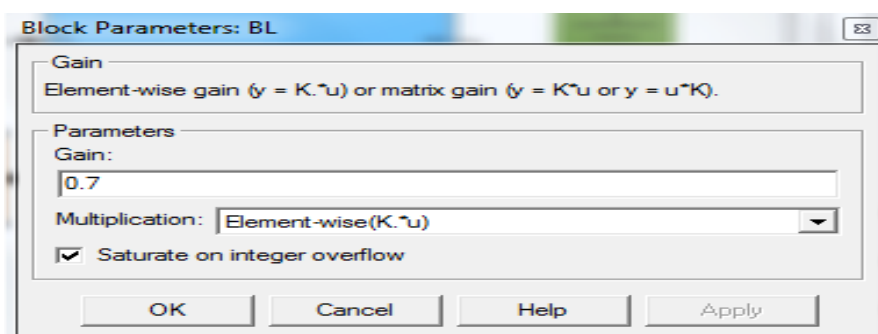 Block Parameters: BL
Gain
Element-wise gain (y = K.*u) or matrix gain (y = K*u or y = u*K).
Parameters
Gain:
0.7
Multiplication: Element-wise(K.*u)
Saturate on integer overflow
OK Cancel Help Apply